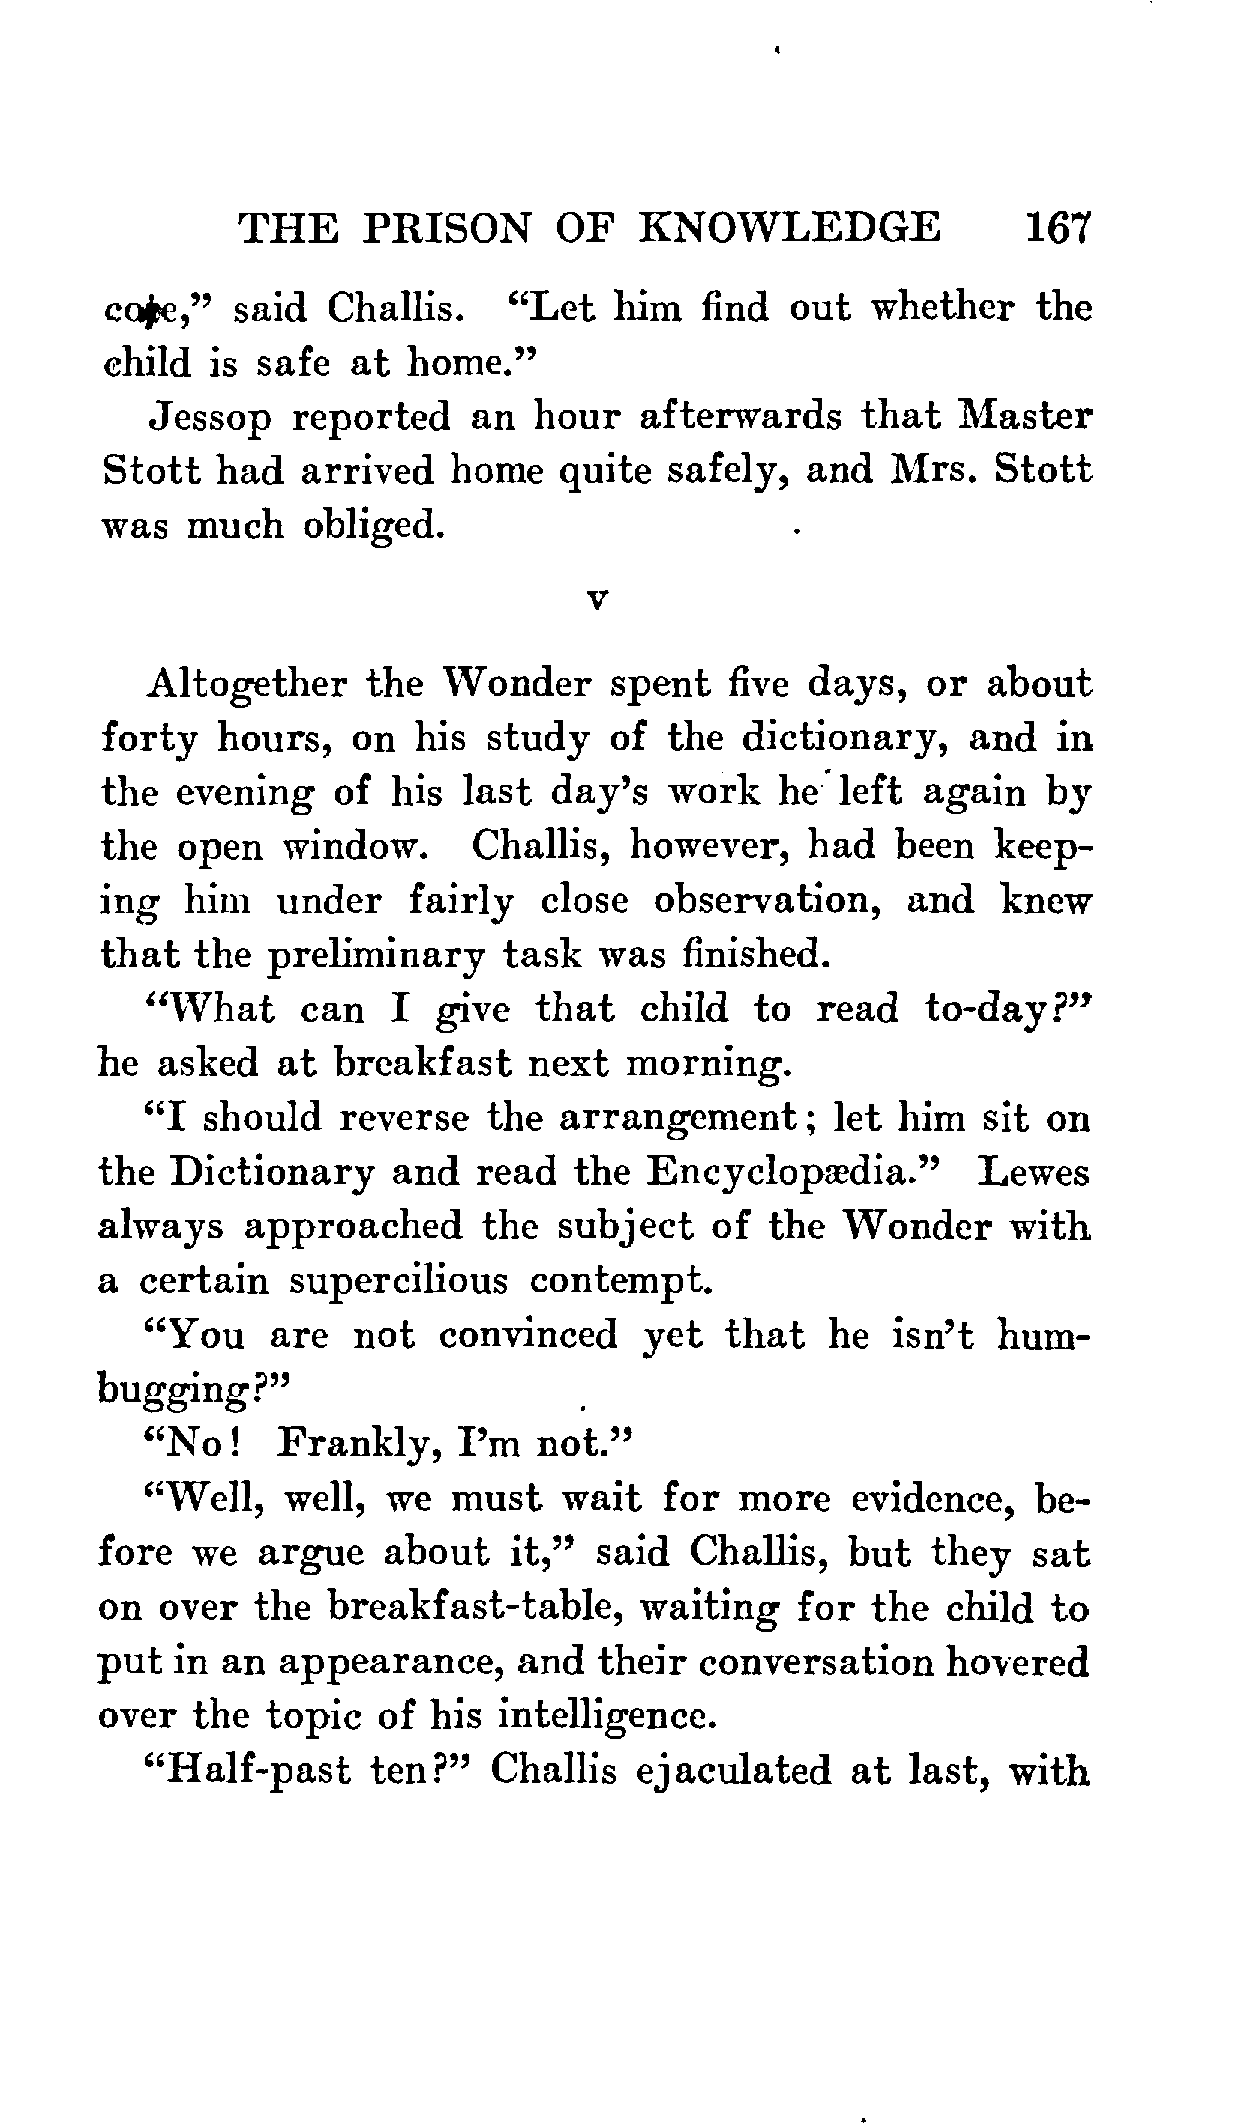 THE PRISON OF KNOWLEDGE 167
cote,” said Challis. “Let him find out whether the
child is safe at home.”
Jessop reported an hour afterwards that Master
Stott had arrived home quite safely, and Mrs. Stott
was much obliged.
V
Altogether the Wonder spent five days, or about
forty hours, on his study of the dictionary, and in
the evening of his last day’s work he left again by
the open window. Challis, however, had been keep-
ing him under fairly close observation, and knew
that the preliminary task was finished.
“What can I give that child to read to-day?”
he asked at breakfast next morning.
“I should reverse the arrangement; let him sit on
the Dictionary and read the Encyclopædia.” Lewes
always approached the subject of the Wonder with
a certain supercilious contempt.
“You are not convinced yet that he isn’t hum-
bugging?”
“No! Frankly, I’m not.”
“Well, well, we must wait for more evidence, be-
fore we argue about it,” said Challis, but they sat
on over the breakfast-table, waiting for the child to
put in an appearance, and their conversation hovered
over the topic of his intelligence.
“Half-past ten?” Challis ejaculated at last, with